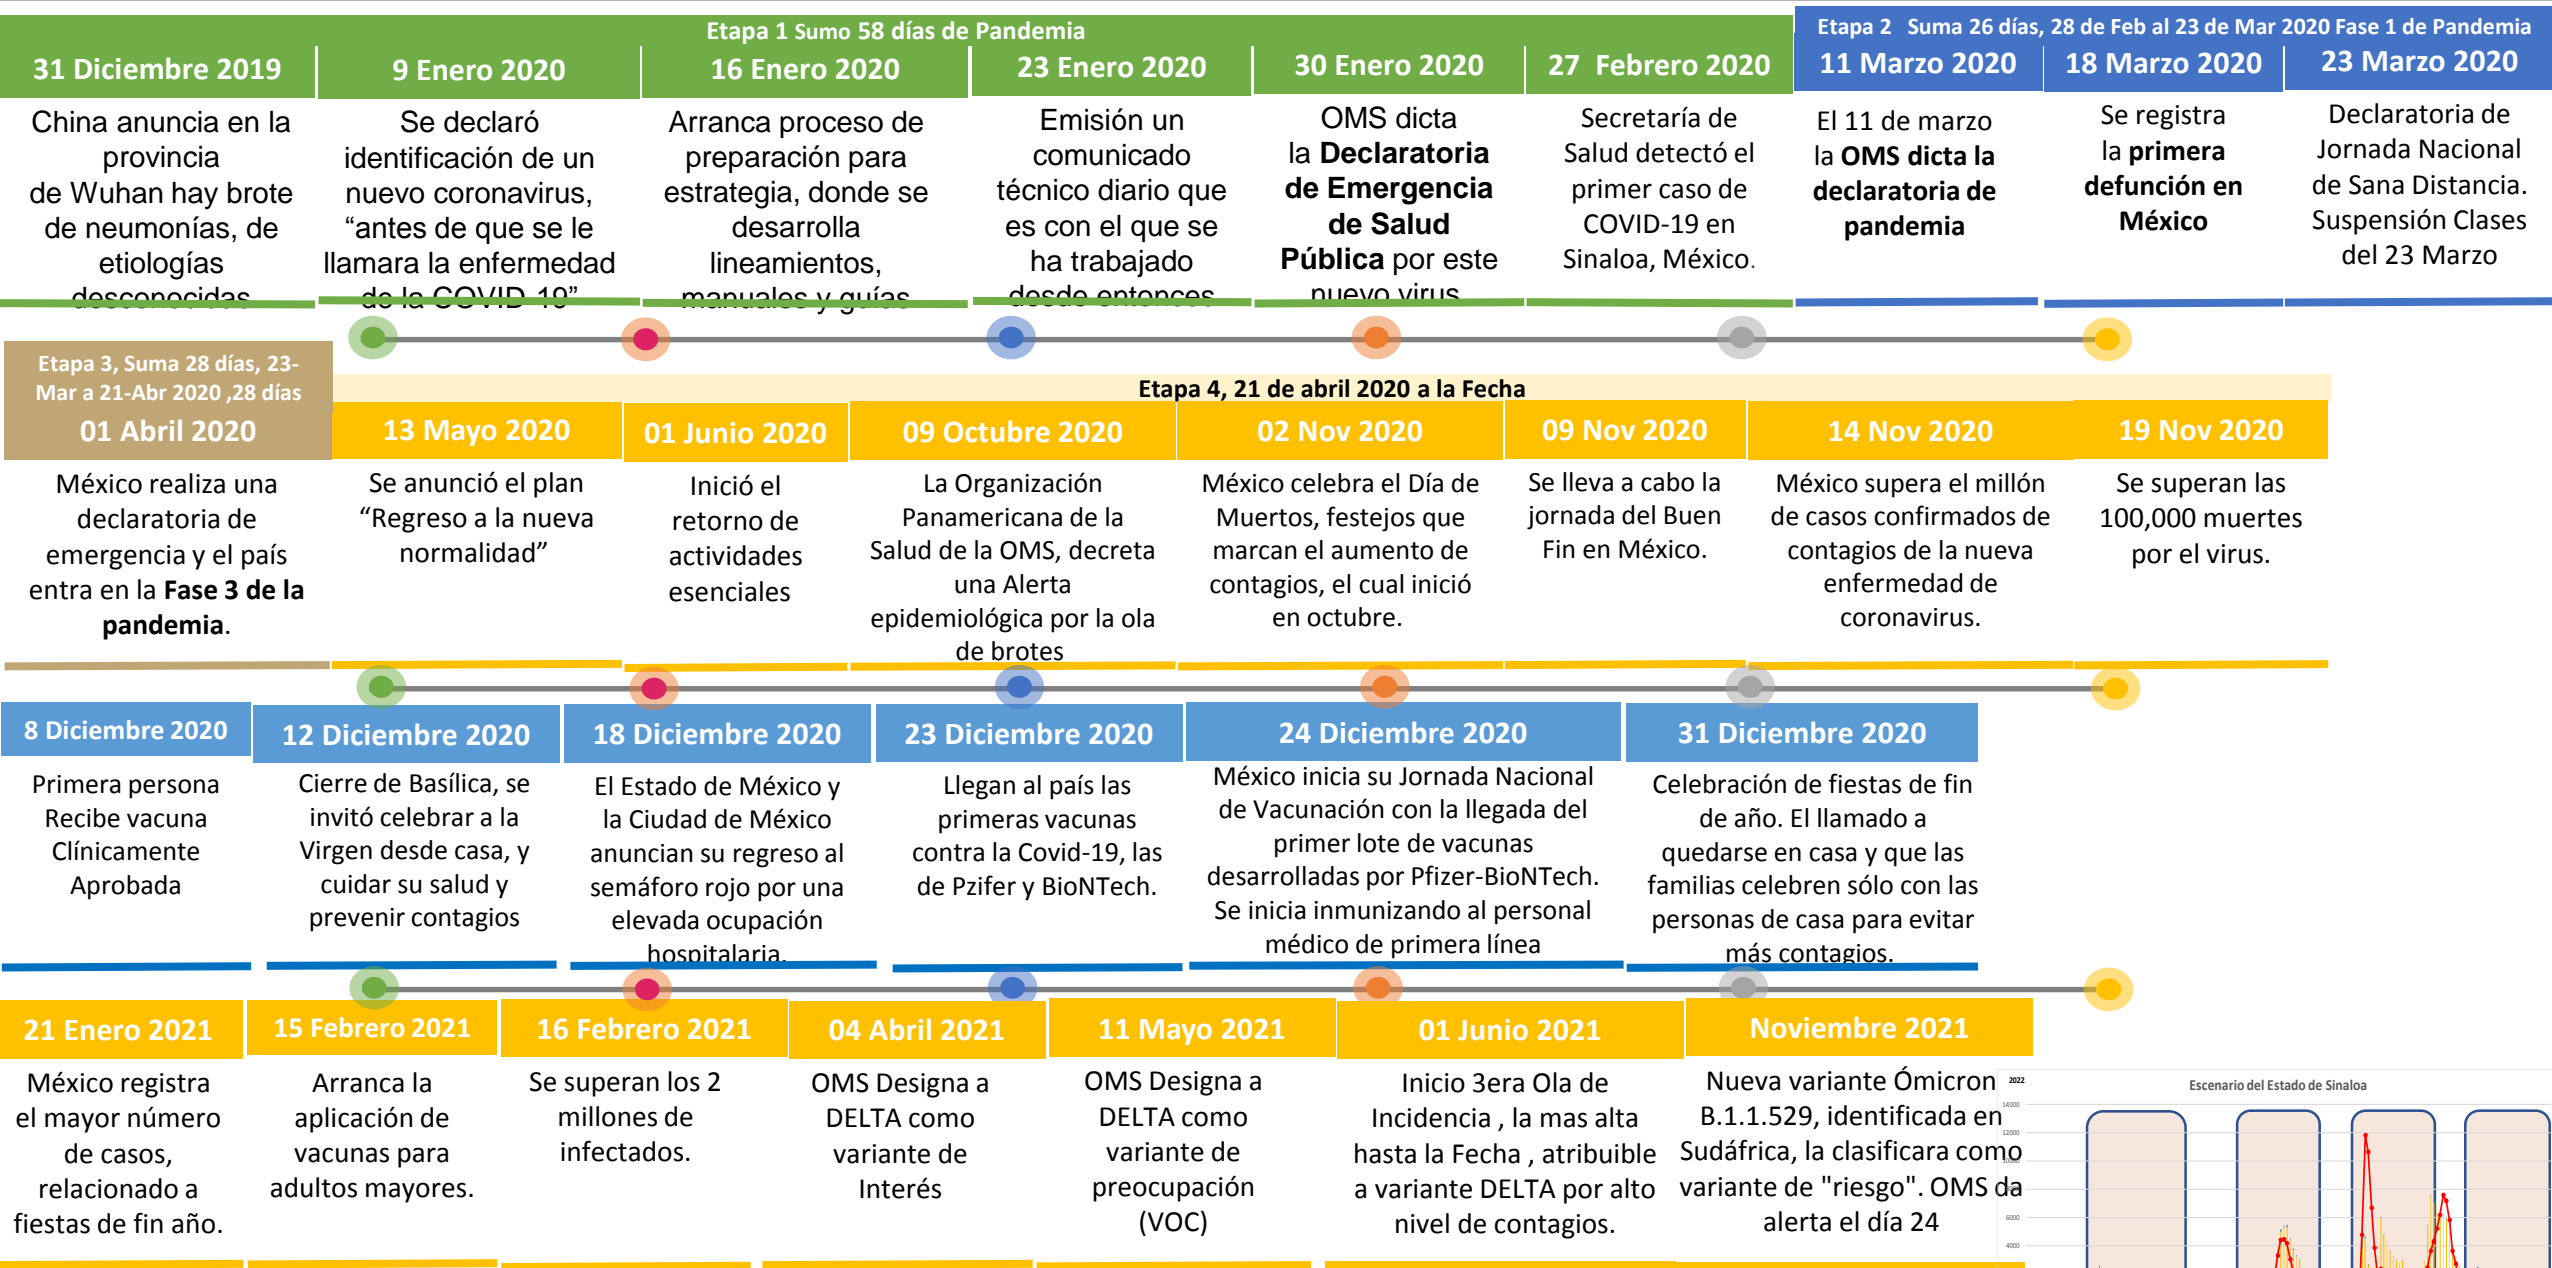 Etapa 1 Sumo 58 días de Pandemia
Etapa 2 Suma 26 días, 28 de Feb al 23 de Mar 2020 Fase 1 de Pandemia
31 Diciembre 2019
China anuncia en la
provincia
de Wuhan hay brote
de neumonías, de
etiologías
desconocidas
9 Enero 2020
Se declaró
identificación de un
nuevo coronavirus,
“antes de que se le
llamara la enfermedad
de la COVID-19”
16 Enero 2020
Arranca proceso de
preparación para
estrategia, donde se
desarrolla
lineamientos,
manuales y guías
23 Enero 2020
Emisión un
comunicado
técnico diario que
es con el que se
ha trabajado
desde entonces
30 Enero 2020
OMS dicta
la Declaratoria
de Emergencia
de Salud
Pública por este
nuevo virus
27 Febrero 2020
Secretaría de
Salud detectó el
primer caso de
COVID-19 en
Sinaloa, México.
11 Marzo 2020
El 11 de marzo
la OMS dicta la
declaratoria de
pandemia
18 Marzo 2020
Se registra
la primera
defunción en
México
23 Marzo 2020
Declaratoria de
Jornada Nacional
de Sana Distancia.
Suspensión Clases
del 23 Marzo
Etapa 3, Suma 28 días, 23-
Mar a 21-Abr 2020 ,28 días
Etapa 4, 21 de abril 2020 a la Fecha
01 Abril 2020
México realiza una
declaratoria de
emergencia y el país
entra en la Fase 3 de la
pandemia.
13 Mayo 2020
Se anunció el plan
“Regreso a la nueva
normalidad”
01 Junio 2020
Inició el
retorno de
actividades
esenciales
09 Octubre 2020
La Organización
Panamericana de la
Salud de la OMS, decreta
una Alerta
epidemiológica por la ola
de brotes
02 Nov 2020
México celebra el Día de
Muertos, festejos que
marcan el aumento de
contagios, el cual inició
en octubre.
09 Nov 2020
Se lleva a cabo la
jornada del Buen
Fin en México.
14 Nov 2020
México supera el millón
de casos confirmados de
contagios de la nueva
enfermedad de
coronavirus.
19 Nov 2020
Se superan las
100,000 muertes
por el virus.
8 Diciembre 2020
Primera persona
Recibe vacuna
Clínicamente
Aprobada
12 Diciembre 2020
Cierre de Basílica, se
invitó celebrar a la
Virgen desde casa, y
cuidar su salud y
prevenir contagios
18 Diciembre 2020
El Estado de México y
la Ciudad de México
anuncian su regreso al
semáforo rojo por una
elevada ocupación
hospitalaria.
23 Diciembre 2020
Llegan al país las
primeras vacunas
contra la Covid-19, las
de Pzifer y BioNTech.
24 Diciembre 2020
México inicia su Jornada Nacional
de Vacunación con la llegada del
primer lote de vacunas
desarrolladas por Pfizer-BioNTech.
Se inicia inmunizando al personal
médico de primera línea
31 Diciembre 2020
Celebración de fiestas de fin
de año. El llamado a
quedarse en casa y que las
familias celebren sólo con las
personas de casa para evitar
más contagios.
21 Enero 2021
México registra
el mayor número
de casos,
relacionado a
fiestas de fin año.
15 Febrero 2021
Arranca la
aplicación de
vacunas para
adultos mayores.
16 Febrero 2021
Se superan los 2
millones de
infectados.
04 Abril 2021
OMS Designa a
DELTA como
variante de
Interés
11 Mayo 2021
OMS Designa a
DELTA como
variante de
preocupación
(VOC)
01 Junio 2021
Inicio 3era Ola de
Incidencia , la mas alta
hasta la Fecha , atribuible
a variante DELTA por alto
nivel de contagios.
Noviembre 2021
Nueva variante Ómicron
B.1.1.529, identificada en
Sudáfrica, la clasificara como
variante de "riesgo". OMS da
alerta el día 24
2022
Escenario del Estado de Sinaloa
14000
12000
10000
6000
4000